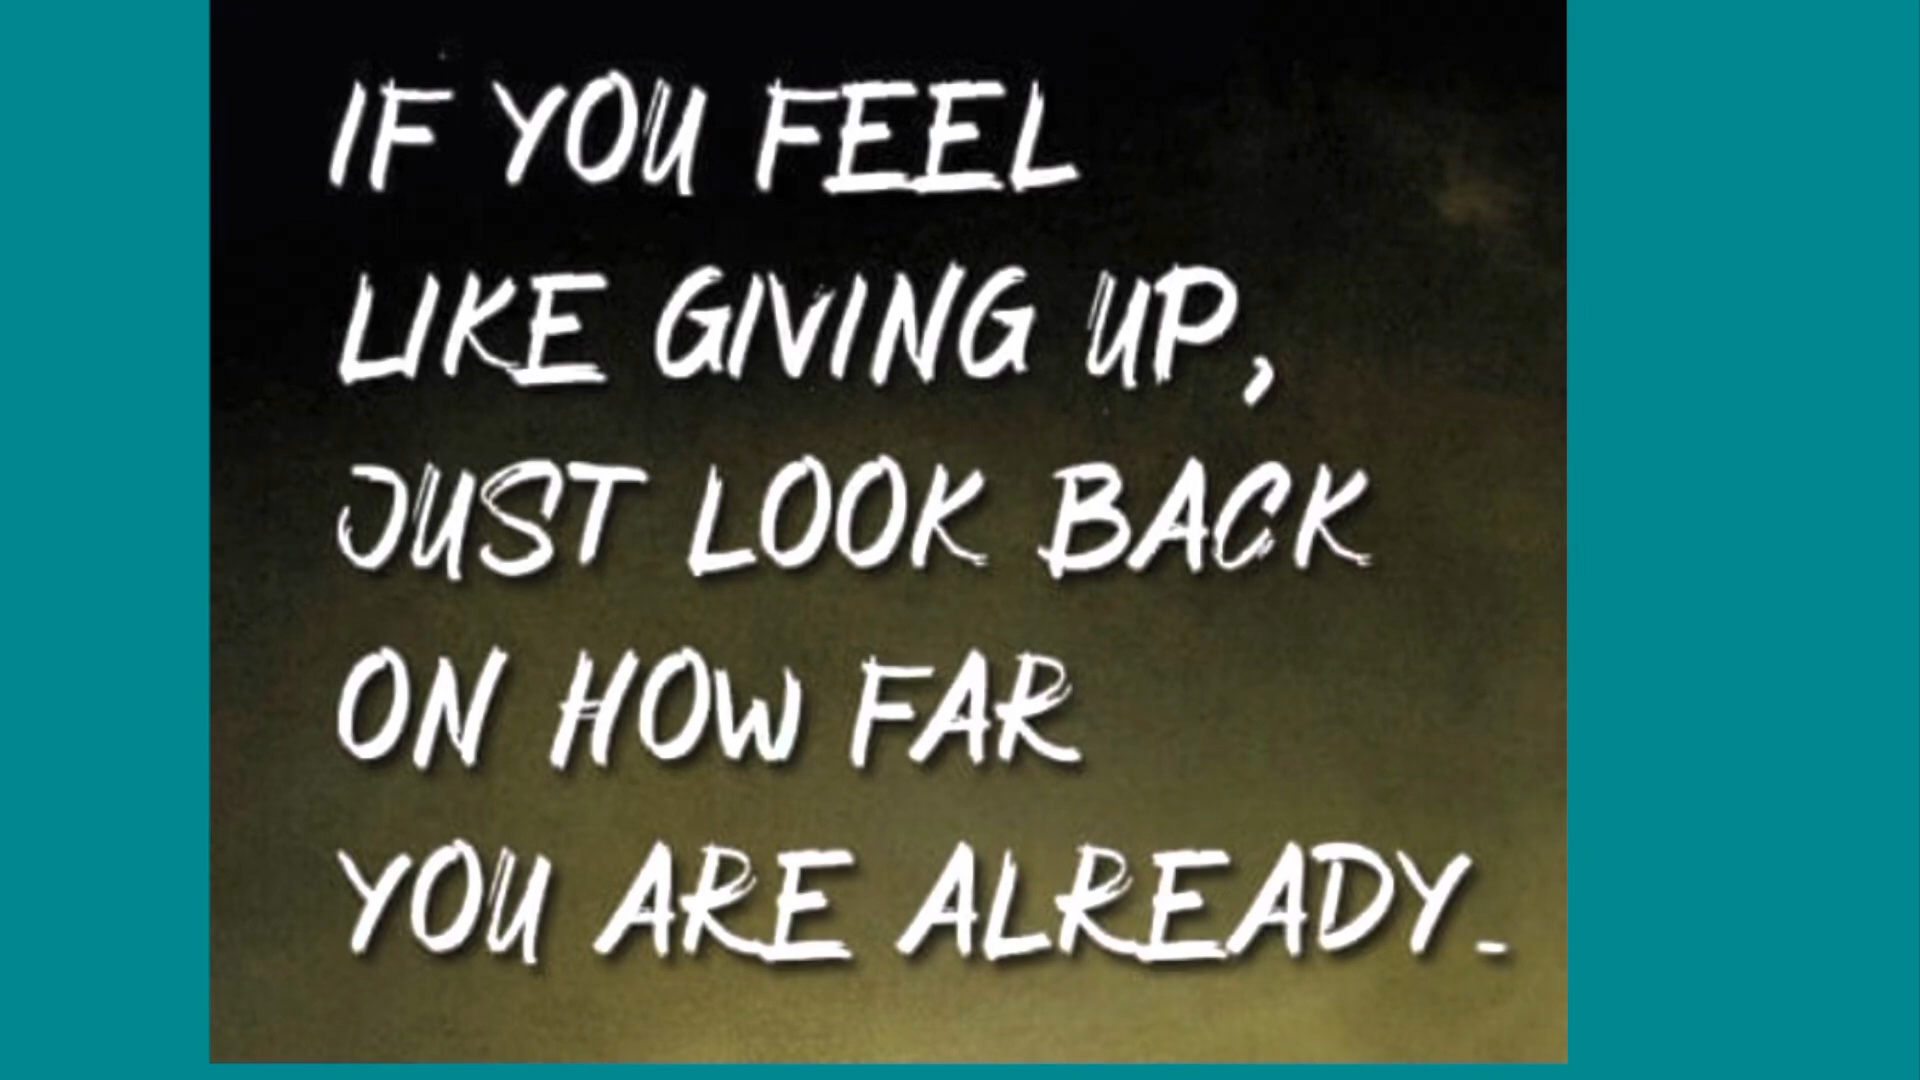 IF YOU FEEL
LIKE GIVING UP,
JUST LOOK BACK
ON HOW FAR
YOU ARE ALREADY.